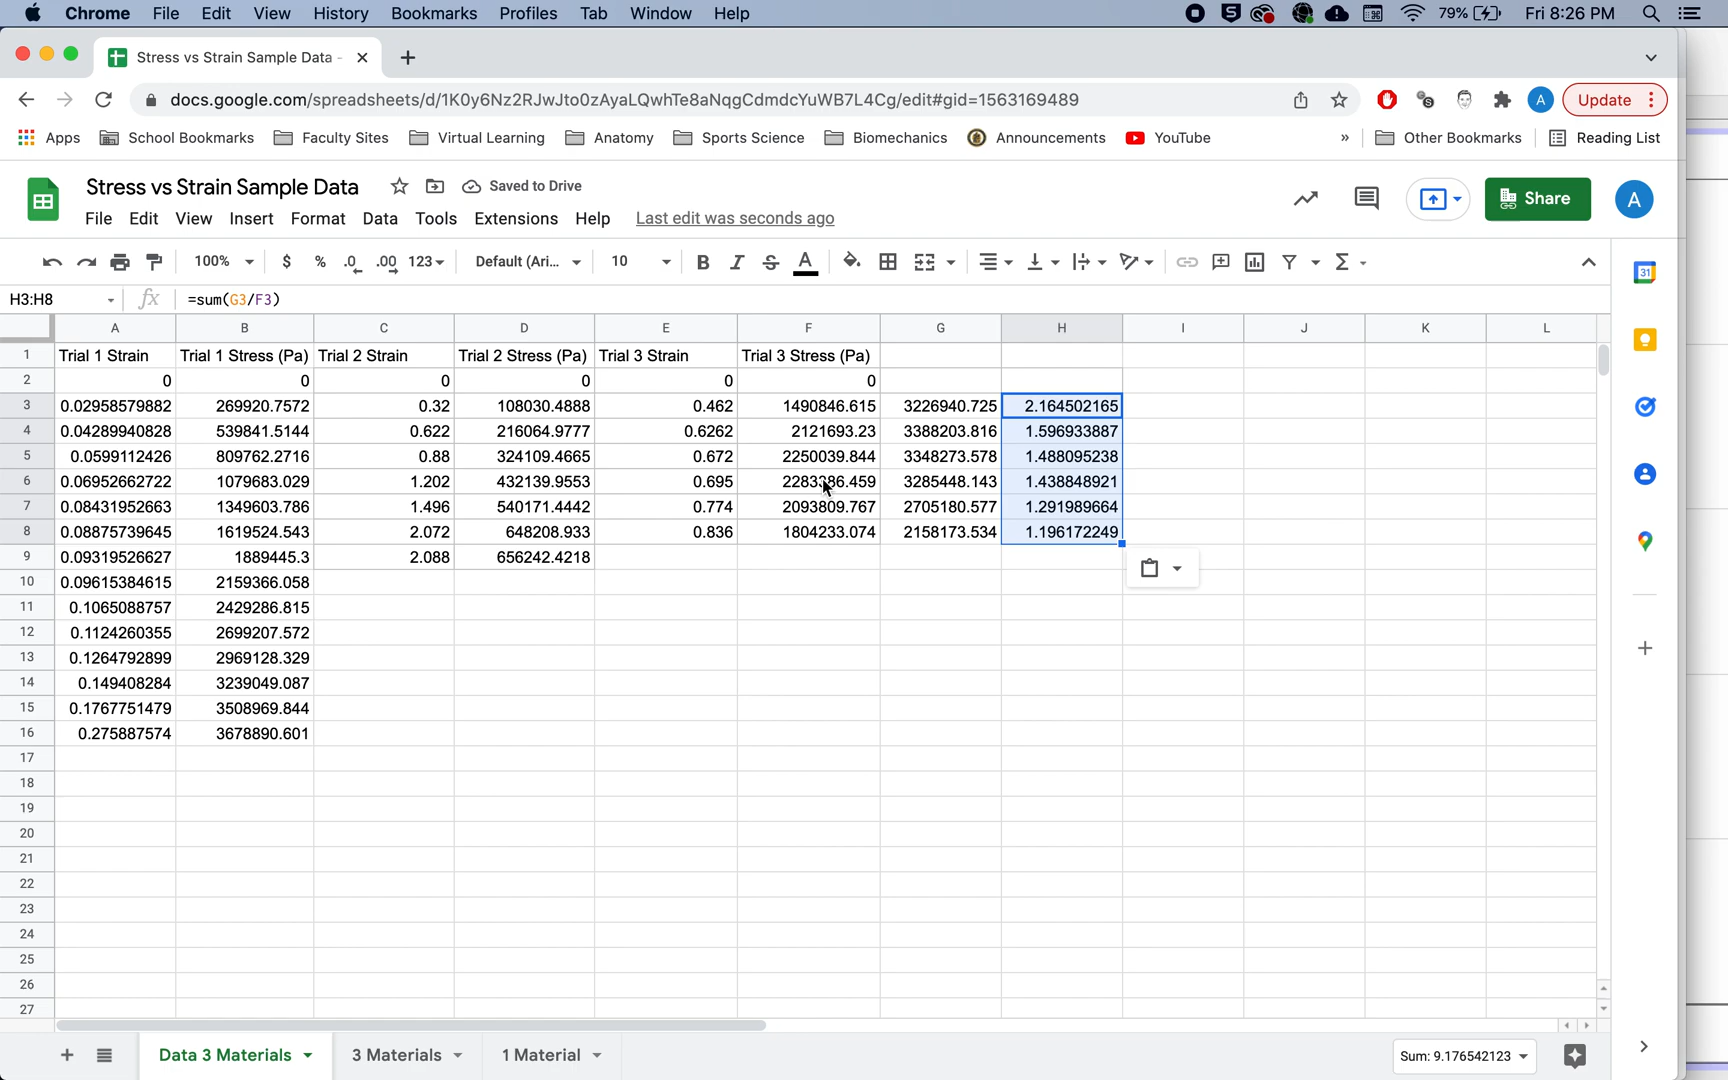 Chrome File Edit View History Bookmarks Profiles Tab Window Help 79% Fri 8:26 PM
Stress vs Strain Sample Data -
docs.google.com/spreadsheets/d/1K0y6Nz2RJwJto0zAyaLQwhTe8aNqgCdmdcYuWB7L4Cg/edit#gid=1563169489 A Update
Apps School Bookmarks Faculty Sites Virtual Learning Anatomy Sports Science Biomechanics Announcements YouTube » Other Bookmarks Reading List
Stress vs Strain Sample Data Saved to Drive Share A
File Edit View Insert Format Data Tools Extensions Help Last edit was seconds ago
100% $ % .0 .00 123 Default (Ari... 10 B I S A Σ 31
H3:H8 fx =sum(G3/F3)
A B C D E F G H I J K L
1 Trial 1 Strain Trial 1 Stress (Pa) Trial 2 Strain Trial 2 Stress (Pa) Trial 3 Strain Trial 3 Stress (Pa)
2 0 0 0 0 0 0
3 0.02958579882 269920.7572 0.32 108030.4888 0.462 1490846.615 3226940.725 2.164502165
4 0.04289940828 539841.5144 0.622 216064.9777 0.6262 2121693.23 3388203.816 1.596933887
5 0.0599112426 809762.2716 0.88 324109.4665 0.672 2250039.844 3348273.578 1.488095238
6 0.06952662722 1079683.029 1.202 432139.9553 0.695 2283386.459 3285448.143 1.438848921
7 0.08431952663 1349603.786 1.496 540171.4442 0.774 2093809.767 2705180.577 1.291989664
8 0.08875739645 1619524.543 2.072 648208.933 0.836 1804233.074 2158173.534 1.196172249
9 0.09319526627 1889445.3 2.088 656242.4218
10 0.09615384615 2159366.058
11 0.1065088757 2429286.815
12 0.1124260355 2699207.572
13 0.1264792899 2969128.329
14 0.149408284 3239049.087
15 0.1767751479 3508969.844
16 0.275887574 3678890.601
17
18
19
20
21
22
23
24
25
26
27
Data 3 Materials 3 Materials 1 Material Sum: 9.176542123